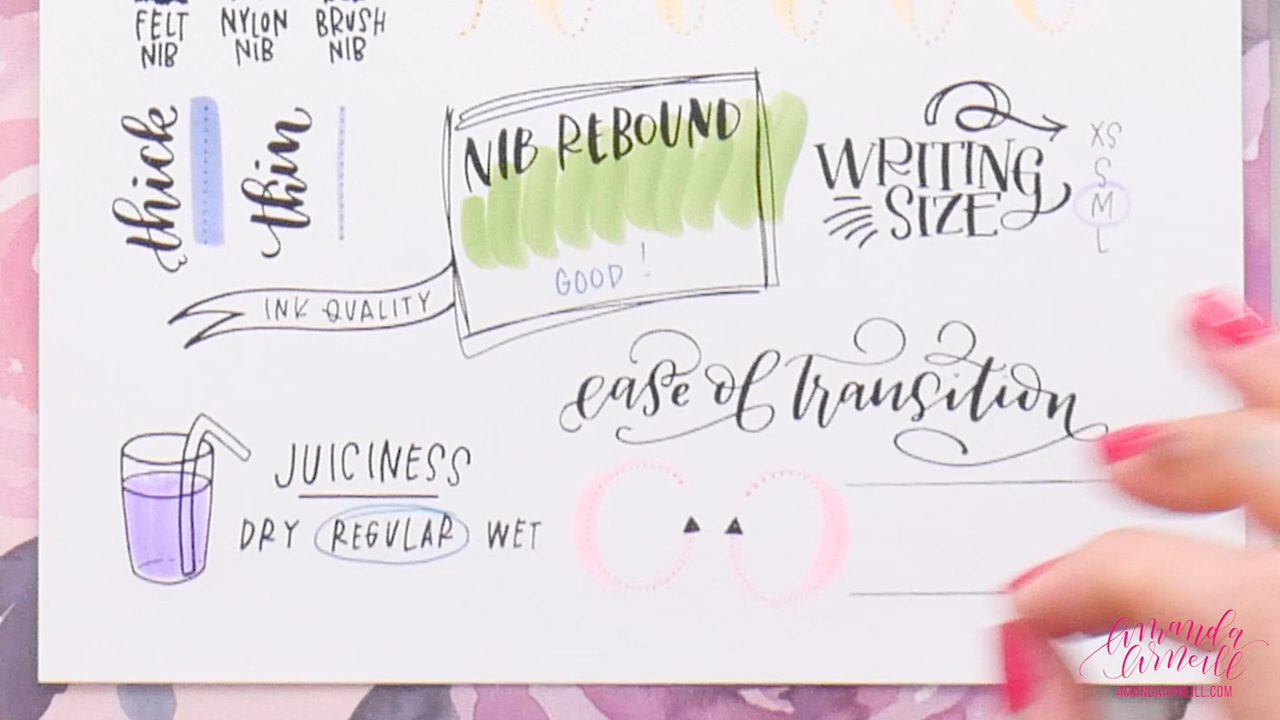 FELT
NIB
NYLON
NIB
BRUSH
NIB
thick
thin
NIB REBOUND
GOOD!
INK QUALITY
WRITING
SIZE
XS
S
M
L
ease of transition
JUICINESS
DRY REGULAR WET
amanda
arneill
AMANDAARNEILL.COM